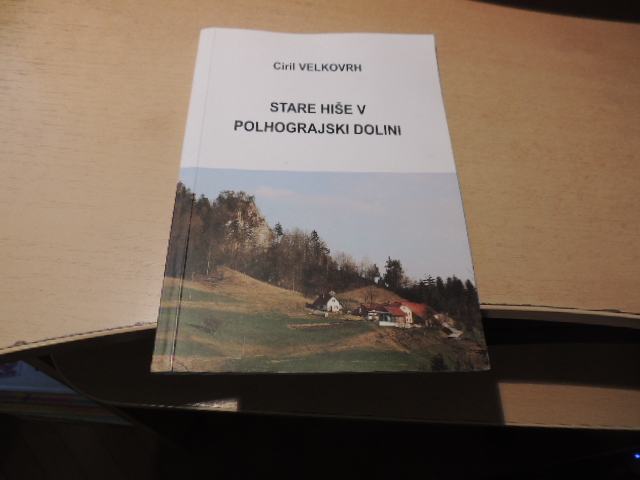 Ciril VELKOVRH
STARE HIŠE V
POLHOGRAJSKI DOLINI